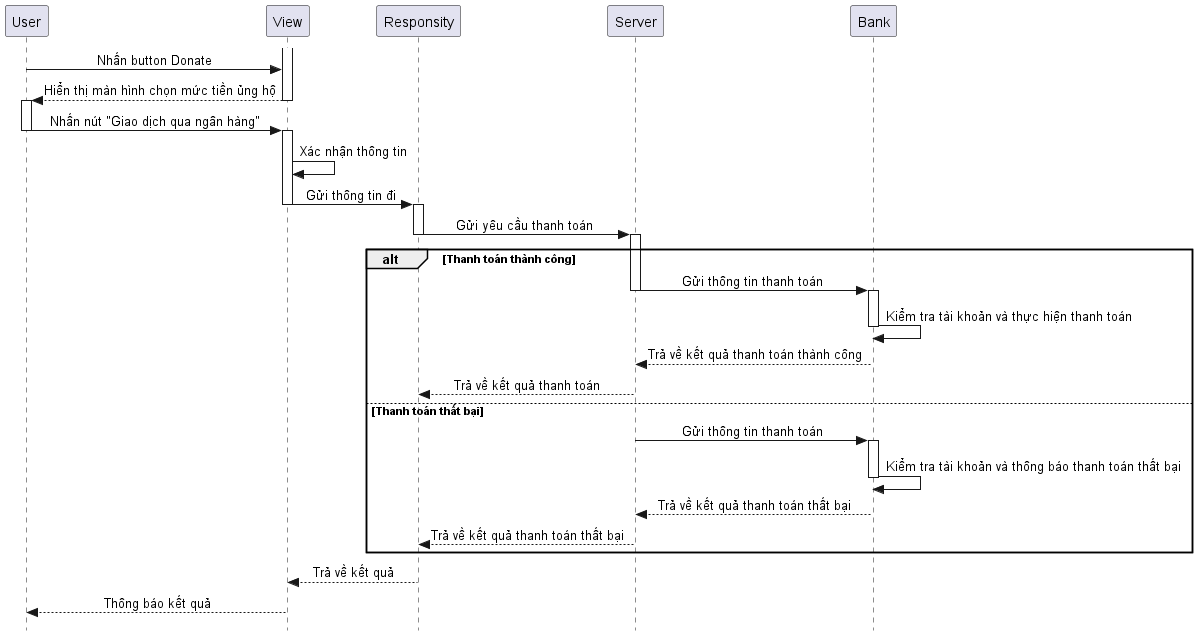 User
View
Responsity
Server
Bank
Nhấn button Donate
Hiển thị màn hình chọn mức tiền ủng hộ
Nhấn nút "Giao dịch qua ngân hàng"
Xác nhận thông tin
Gửi thông tin đi
Gửi yêu cầu thanh toán
alt
[Thanh toán thành công]
Gửi thông tin thanh toán
Kiểm tra tài khoản và thực hiện thanh toán
Trả về kết quả thanh toán thành công
Trả về kết quả thanh toán
[Thanh toán thất bại]
Gửi thông tin thanh toán
Kiểm tra tài khoản và thông báo thanh toán thất bại
Trả về kết quả thanh toán thất bại
Trả về kết quả thanh toán thất bại
Trả về kết quả
Thông báo kết quả